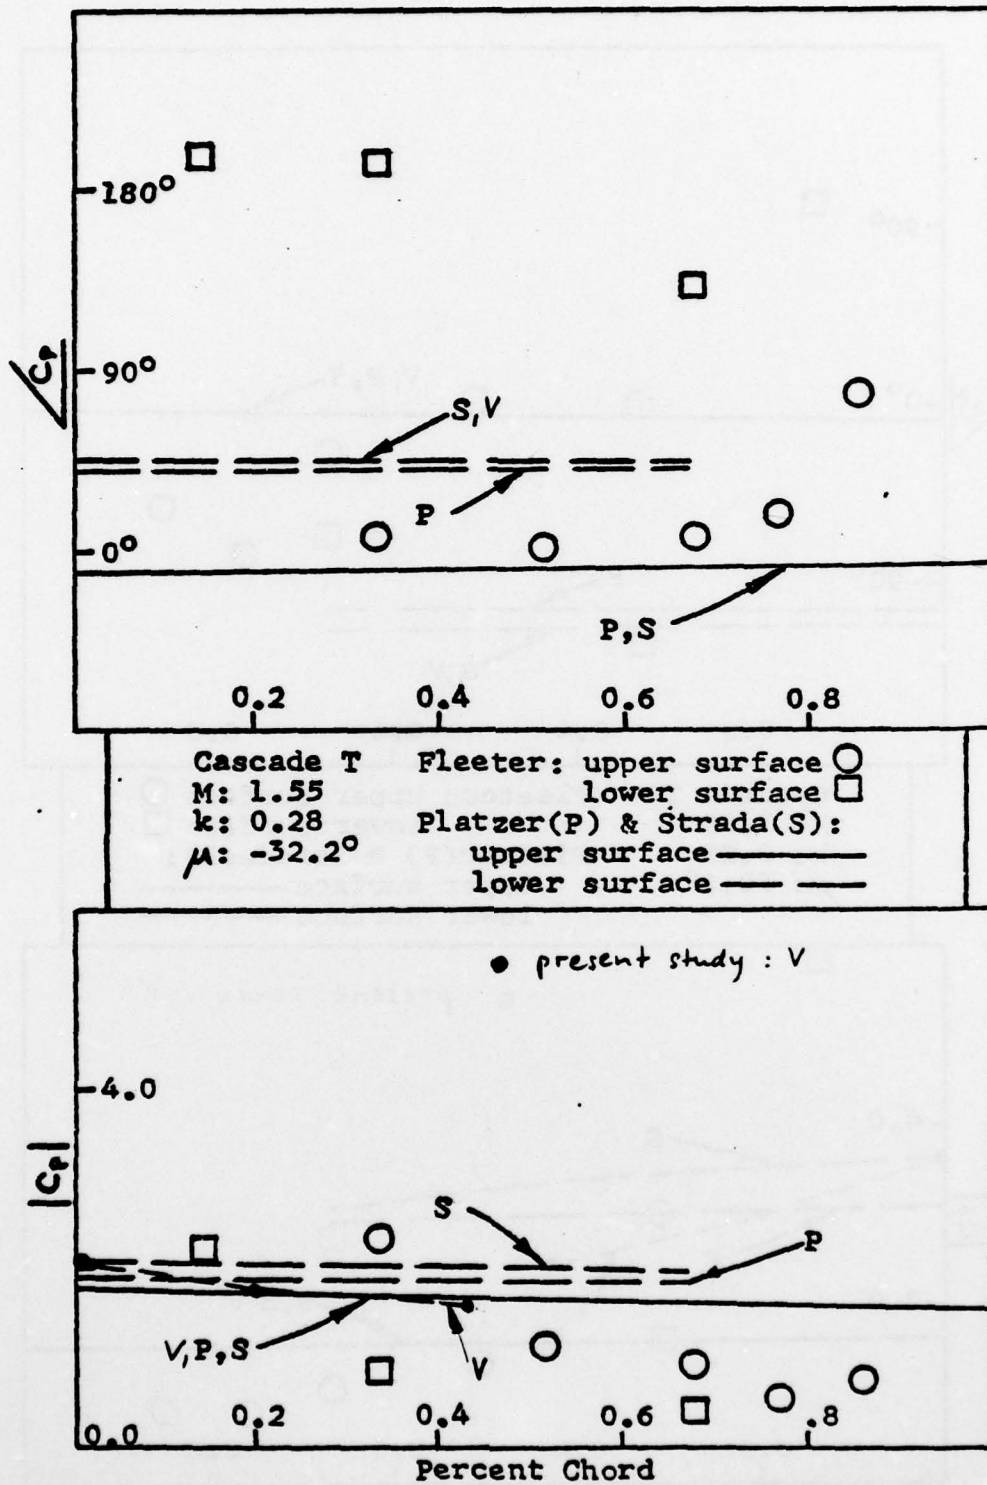 180°
90°
/Cp
S,V
P
0°
P,S
0.2 0.4 0.6 0.8
Cascade T Fleeter: upper surface
M: 1.55 lower surface
k: 0.28 Platzer(P) & Strada(S):
μ: -32.2° upper surface
lower surface
• present study : V
4.0
|Cp|
S
P
V,P,S
V
0.0 0.2 0.4 0.6 .8
Percent Chord